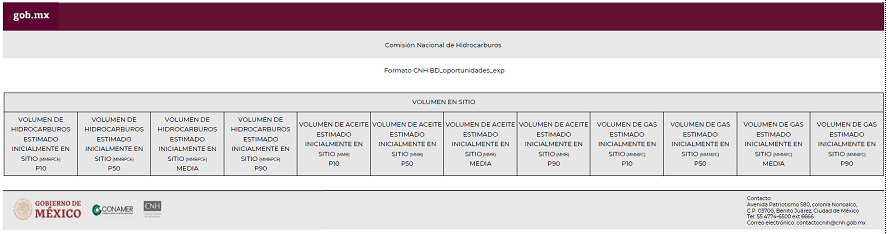 gob.mx
Comisión Nacional de Hidrocarburos
Formato CNH BD_oportunidades_exp
VOLUMEN EN SITIO
VOLUMEN DE
HIDROCARBUROS
ESTIMADO
INICIALMENTE EN
SITIO (MMBPCE)
P10
VOLUMEN DE
HIDROCARBUROS
ESTIMADO
INICIALMENTE EN
SITIO (MMBPCE)
P50
VOLUMEN DE
HIDROCARBUROS
ESTIMADO
INICIALMENTE EN
SITIO (MMBPCE)
MEDIA
VOLUMEN DE
HIDROCARBUROS
ESTIMADO
INICIALMENTE EN
SITIO (MMBPCE)
P90
VOLUMEN DE ACEITE
ESTIMADO
INICIALMENTE EN
SITIO (MMB)
P10
VOLUMEN DE ACEITE
ESTIMADO
INICIALMENTE EN
SITIO (MMB)
P50
VOLUMEN DE ACEITE
ESTIMADO
INICIALMENTE EN
SITIO (MMB)
MEDIA
VOLUMEN DE ACEITE
ESTIMADO
INICIALMENTE EN
SITIO (MMB)
P90
VOLUMEN DE GAS
ESTIMADO
INICIALMENTE EN
SITIO (MMMPC)
P10
VOLUMEN DE GAS
ESTIMADO
INICIALMENTE EN
SITIO (MMMPC)
P50
VOLUMEN DE GAS
ESTIMADO
INICIALMENTE EN
SITIO (MMMPC)
MEDIA
VOLUMEN DE GAS
ESTIMADO
INICIALMENTE EN
SITIO (MMMPC)
P90
GOBIERNO DE
MÉXICO
CONAMER
CNH
Contacto:
Avenida Patriotismo 580, colonia Nonoalco,
C.P. 03700, Benito Juárez, Ciudad de México
Tel: 55 4774-6500 ext 6666
Correo electrónico: contactocnih@cnh.gob.mx